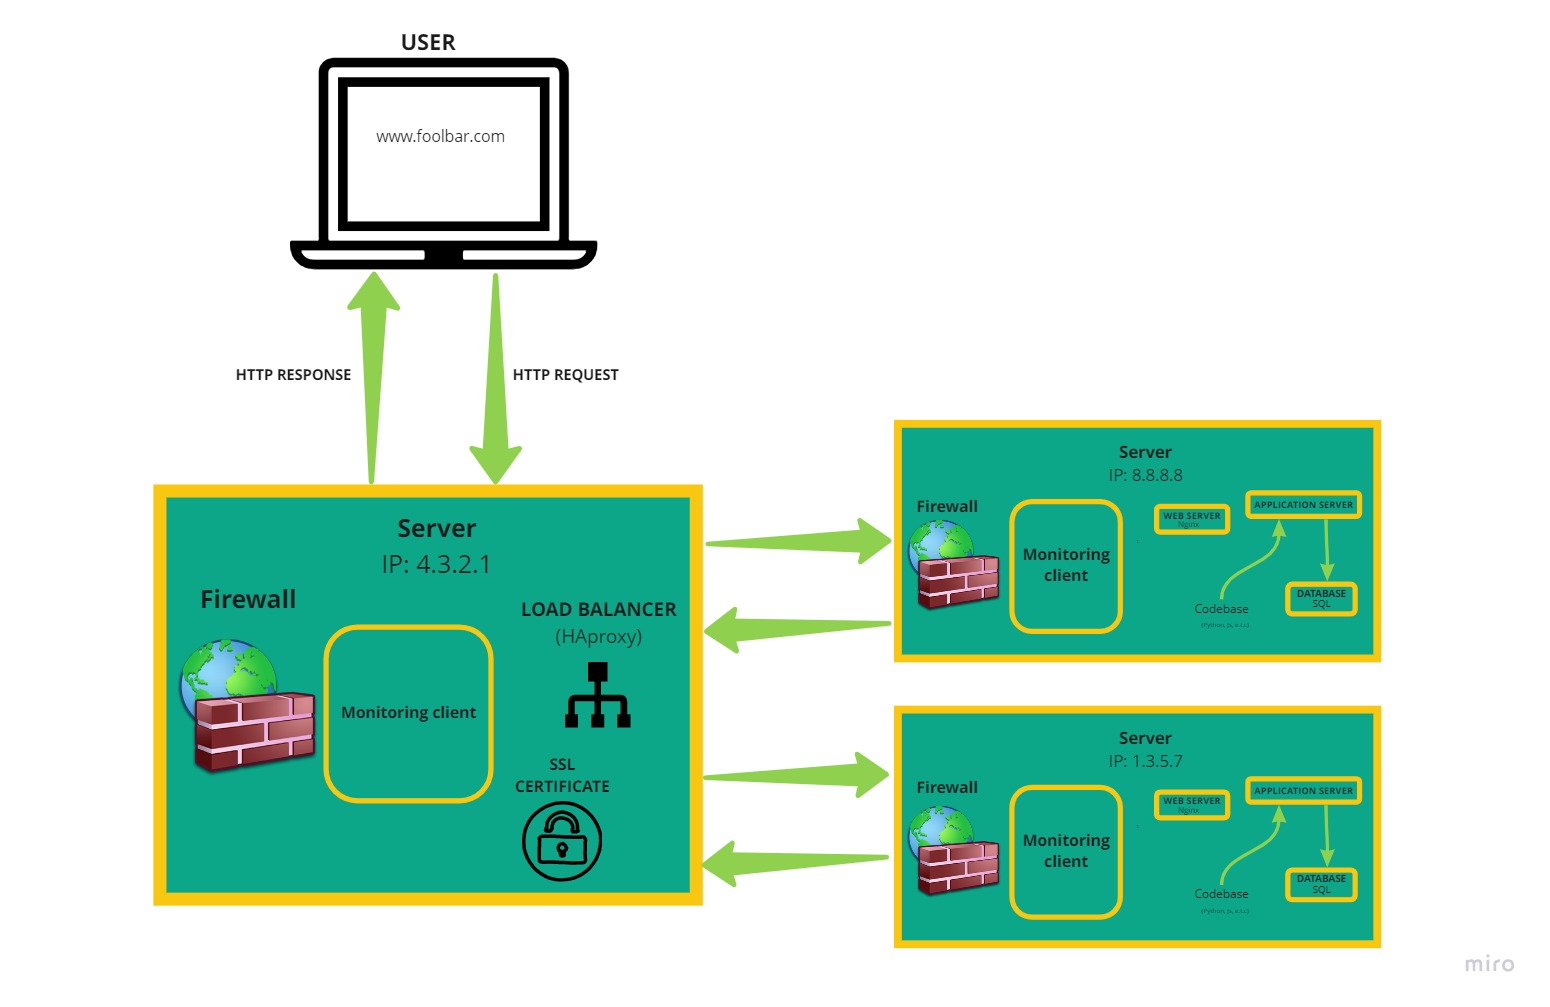 USER
www.foolbar.com
HTTP RESPONSE
HTTP REQUEST
Server
IP: 4.3.2.1
Firewall
LOAD BALANCER
(HAproxy)
Monitoring client
SSL
CERTIFICATE
Server
IP: 8.8.8.8
Firewall
Monitoring
client
WEB SERVER
Nginx
APPLICATION SERVER
Codebase
(Python, js, e.t.c)
DATABASE
SQL
Server
IP: 1.3.5.7
Firewall
Monitoring
client
WEB SERVER
Nginx
APPLICATION SERVER
Codebase
(Python, js, e.t.c)
DATABASE
SQL
miro